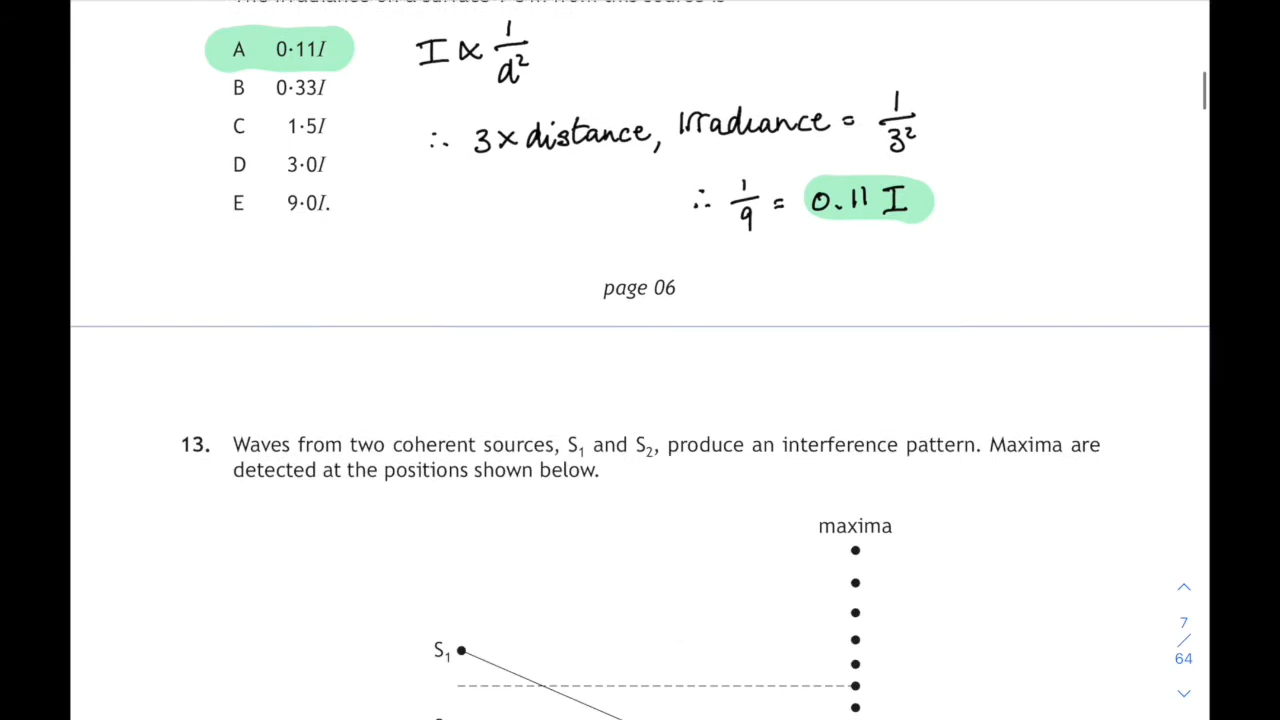 A 0·11I
B 0·33I
C 1·5I
D 3·0I
E 9·0I.
I ∝ 1/d²
∴ 3 x distance, Irradiance = 1/3²
∴ 1/9 = 0.11 I
page 06
13. Waves from two coherent sources, S₁ and S₂, produce an interference pattern. Maxima are
detected at the positions shown below.
maxima
S₁
7
/
64